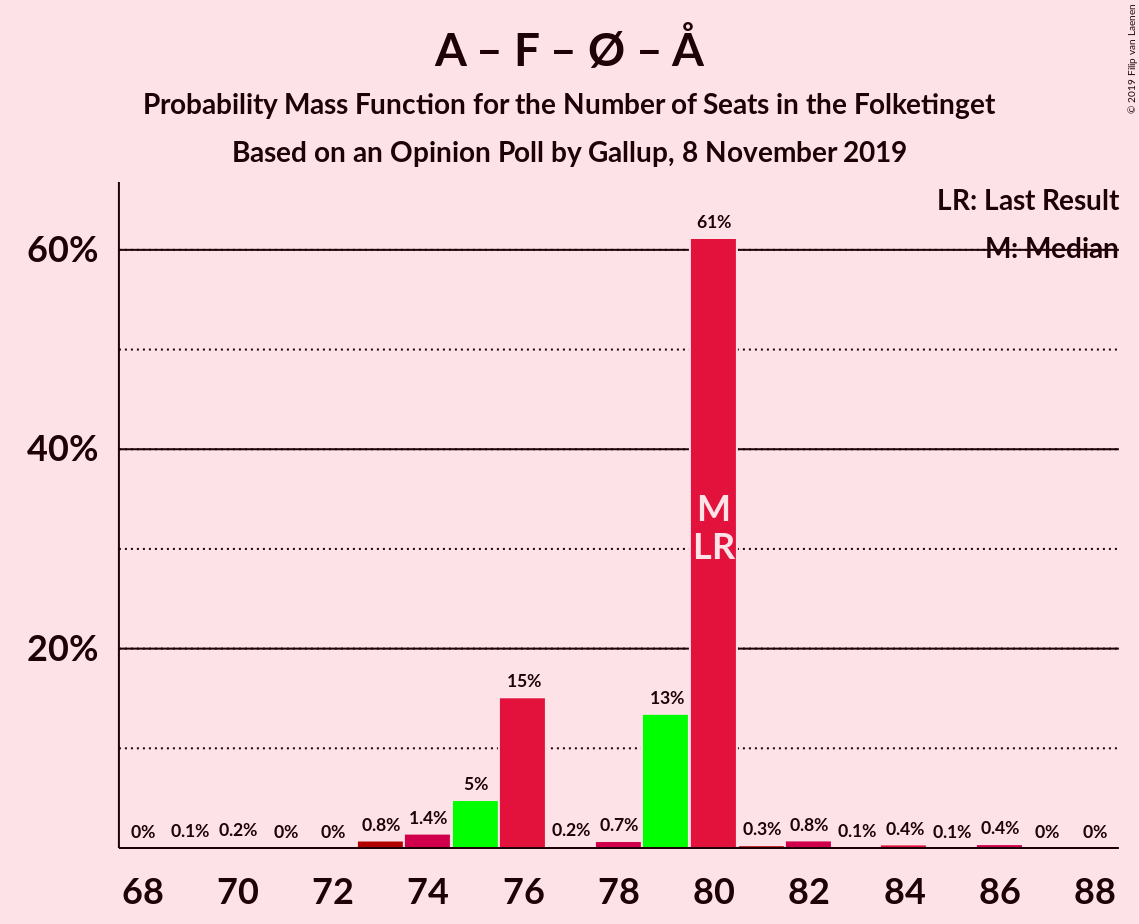 A – F – Ø – Å
Probability Mass Function for the Number of Seats in the Folketinget
Based on an Opinion Poll by Gallup, 8 November 2019
© 2019 Filip van Laenen
LR: Last Result
M: Median
60%
40%
20%
0%
0.1%
0.2%
0%
0%
0.8%
1.4%
5%
15%
0.2%
0.7%
13%
61%
0.3%
0.8%
0.1%
0.4%
0.1%
0.4%
0%
0%
M
LR
68 70 72 74 76 78 80 82 84 86 88